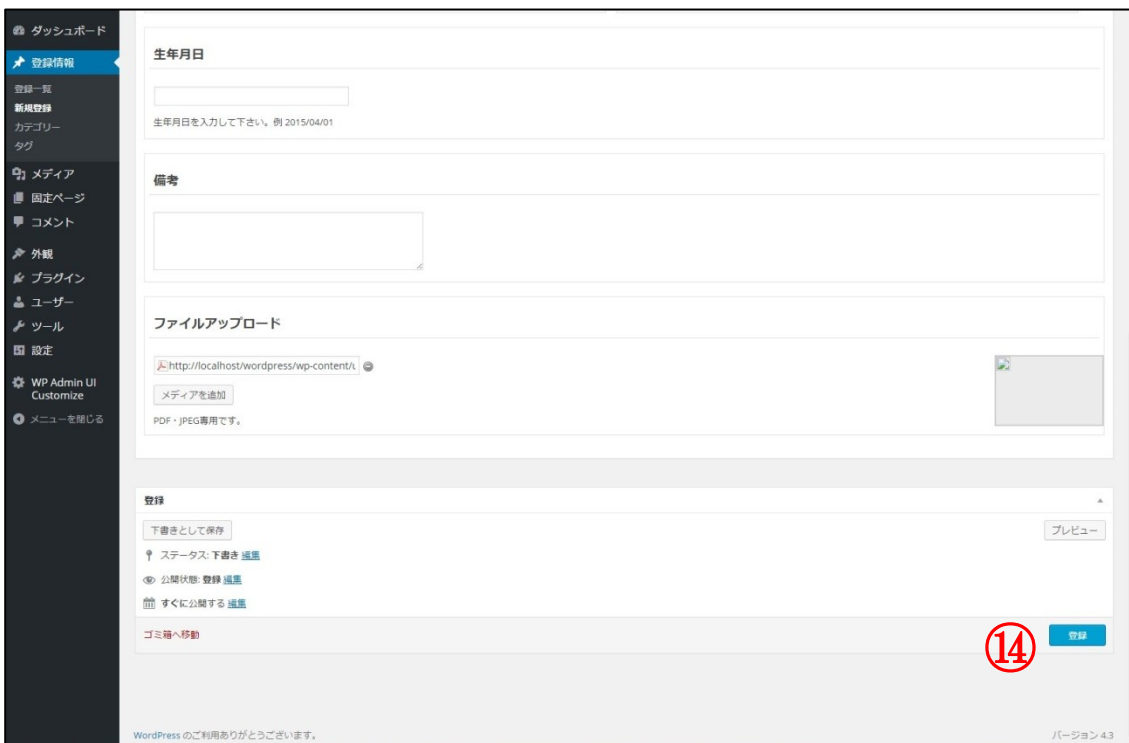 ダッシュボード
登録情報
登録一覧
新規登録
カテゴリー
タグ
メディア
固定ページ
コメント
外観
プラグイン
ユーザー
ツール
設定
WP Admin UI
Customize
メニューを閉じる
生年月日
生年月日を入力して下さい。例 2015/04/01
備考
ファイルアップロード
http://localhost/wordpress/wp-content/u
メディアを追加
PDF・JPEG専用です。
登録
下書きとして保存
プレビュー
ステータス: 下書き 編集
公開状態: 登録 編集
すぐに公開する 編集
ゴミ箱へ移動
⑭
登録
WordPress のご利用ありがとうございます。
バージョン 4.3